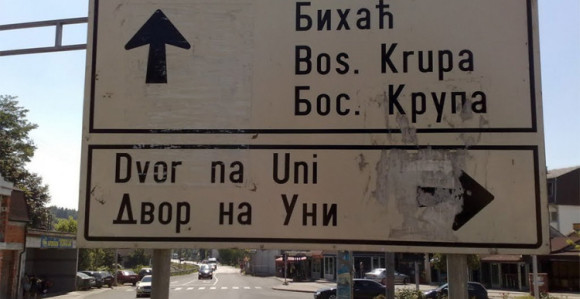 Бихаћ
Bos. Krupa
Бос. Крупа
Dvor na Uni
Двор на Уни